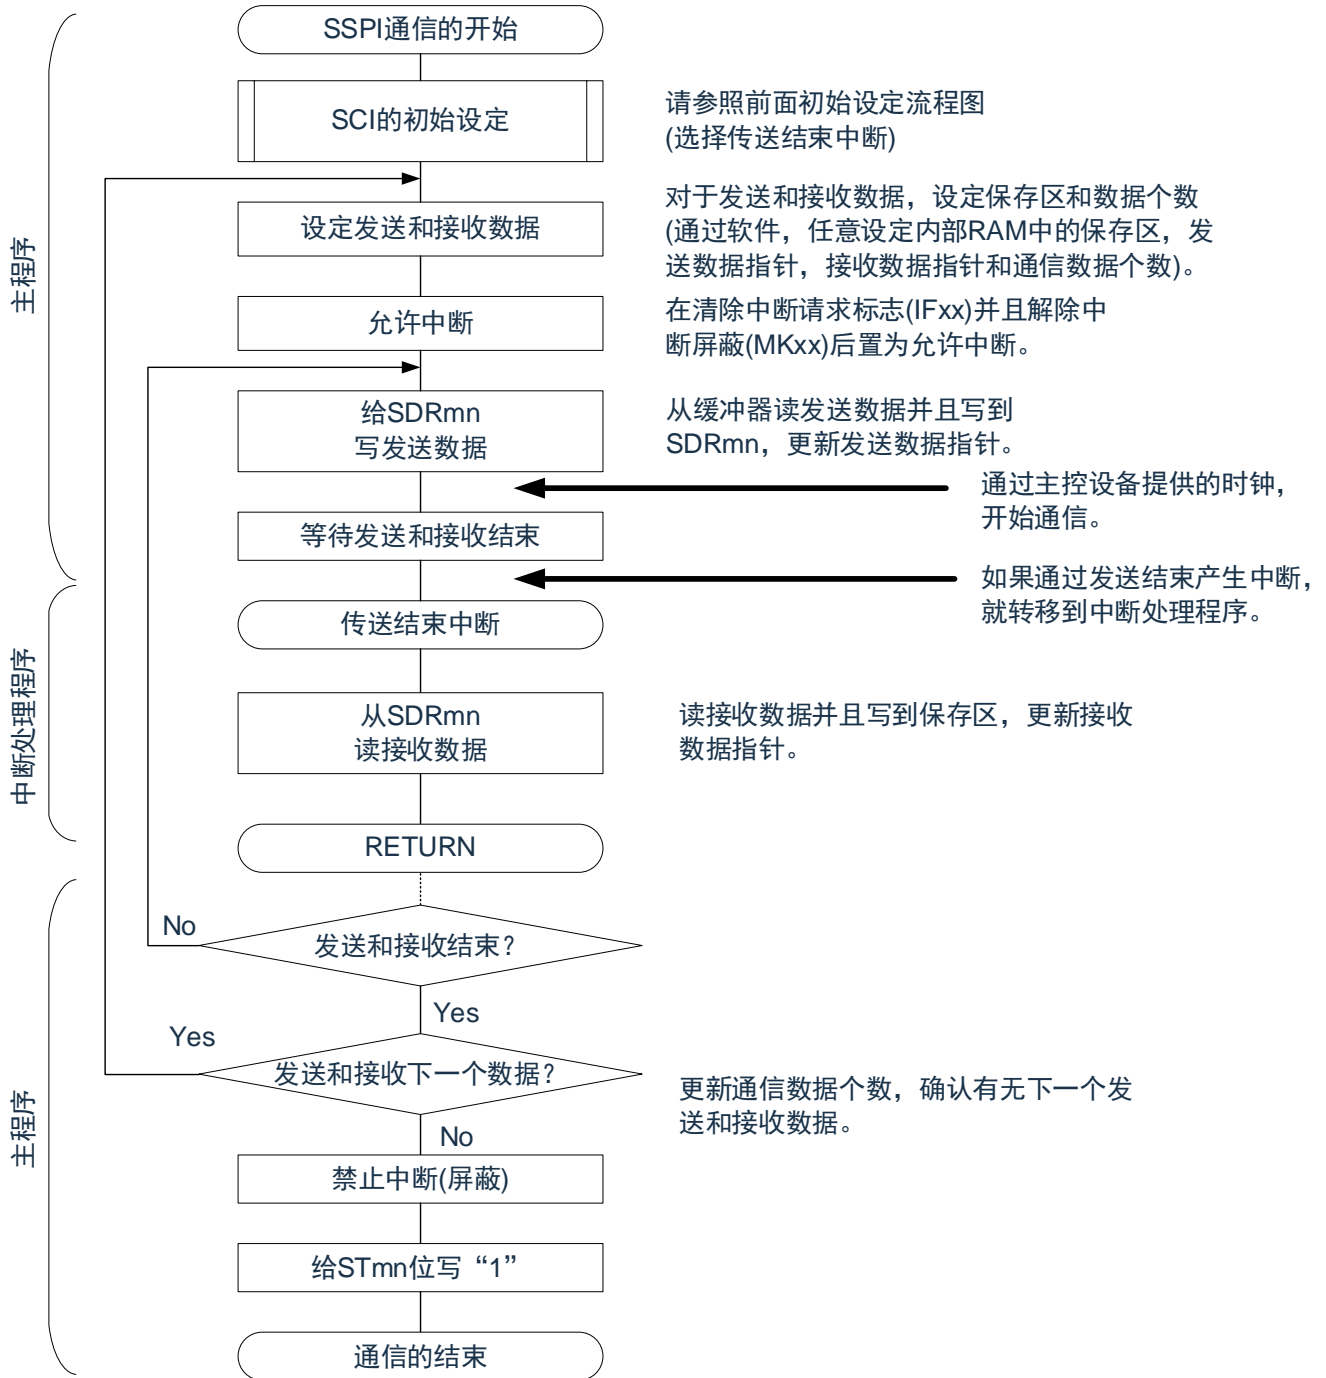 SSPI通信的开始
SCI的初始设定
请参照前面初始设定流程图
(选择传送结束中断)
设定发送和接收数据
对于发送和接收数据，设定保存区和数据个数
(通过软件，任意设定内部RAM中的保存区，发
送数据指针，接收数据指针和通信数据个数)。
主程序
允许中断
在清除中断请求标志(IFxx)并且解除中
断屏蔽(MKxx)后置为允许中断。
给SDRmn
写发送数据
从缓冲器读发送数据并且写到
SDRmn，更新发送数据指针。
通过主控设备提供的时钟，
开始通信。
等待发送和接收结束
如果通过发送结束产生中断，
就转移到中断处理程序。
传送结束中断
中断处理程序
从SDRmn
读接收数据
读接收数据并且写到保存区，更新接收
数据指针。
RETURN
No
发送和接收结束？
Yes
Yes
发送和接收下一个数据？
更新通信数据个数，确认有无下一个发
送和接收数据。
主程序
No
禁止中断(屏蔽)
给STmn位写“1”
通信的结束